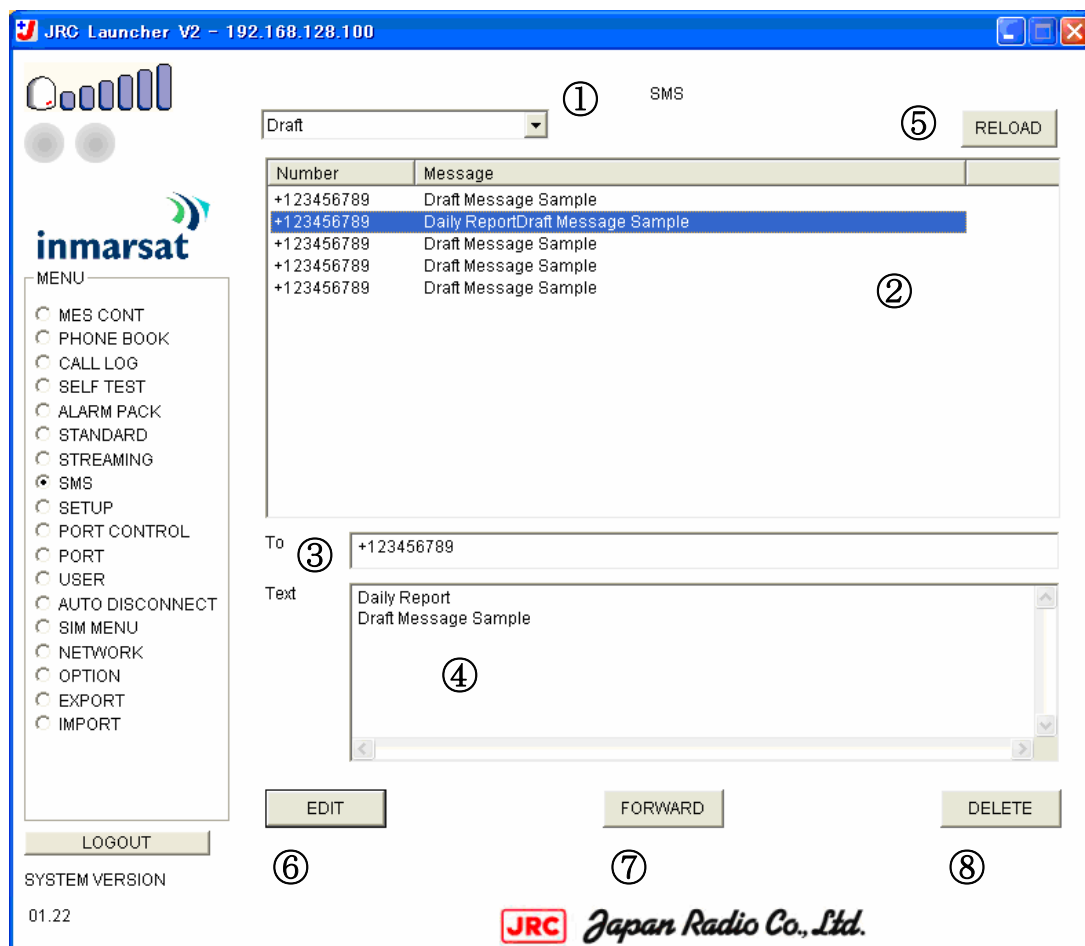 JRC Launcher V2 - 192.168.128.100
SMS
①
Draft
⑤
RELOAD
Number Message
+123456789 Draft Message Sample
+123456789 Daily ReportDraft Message Sample
+123456789 Draft Message Sample
+123456789 Draft Message Sample
+123456789 Draft Message Sample
②
inmarsat
MENU
MES CONT
PHONE BOOK
CALL LOG
SELF TEST
ALARM PACK
STANDARD
STREAMING
SMS
SETUP
PORT CONTROL
PORT
USER
AUTO DISCONNECT
SIM MENU
NETWORK
OPTION
EXPORT
IMPORT
To
③
+123456789
Text
Daily Report
Draft Message Sample
④
EDIT
FORWARD
DELETE
⑥
⑦
⑧
LOGOUT
SYSTEM VERSION
01.22
JRC Japan Radio Co., Ltd.